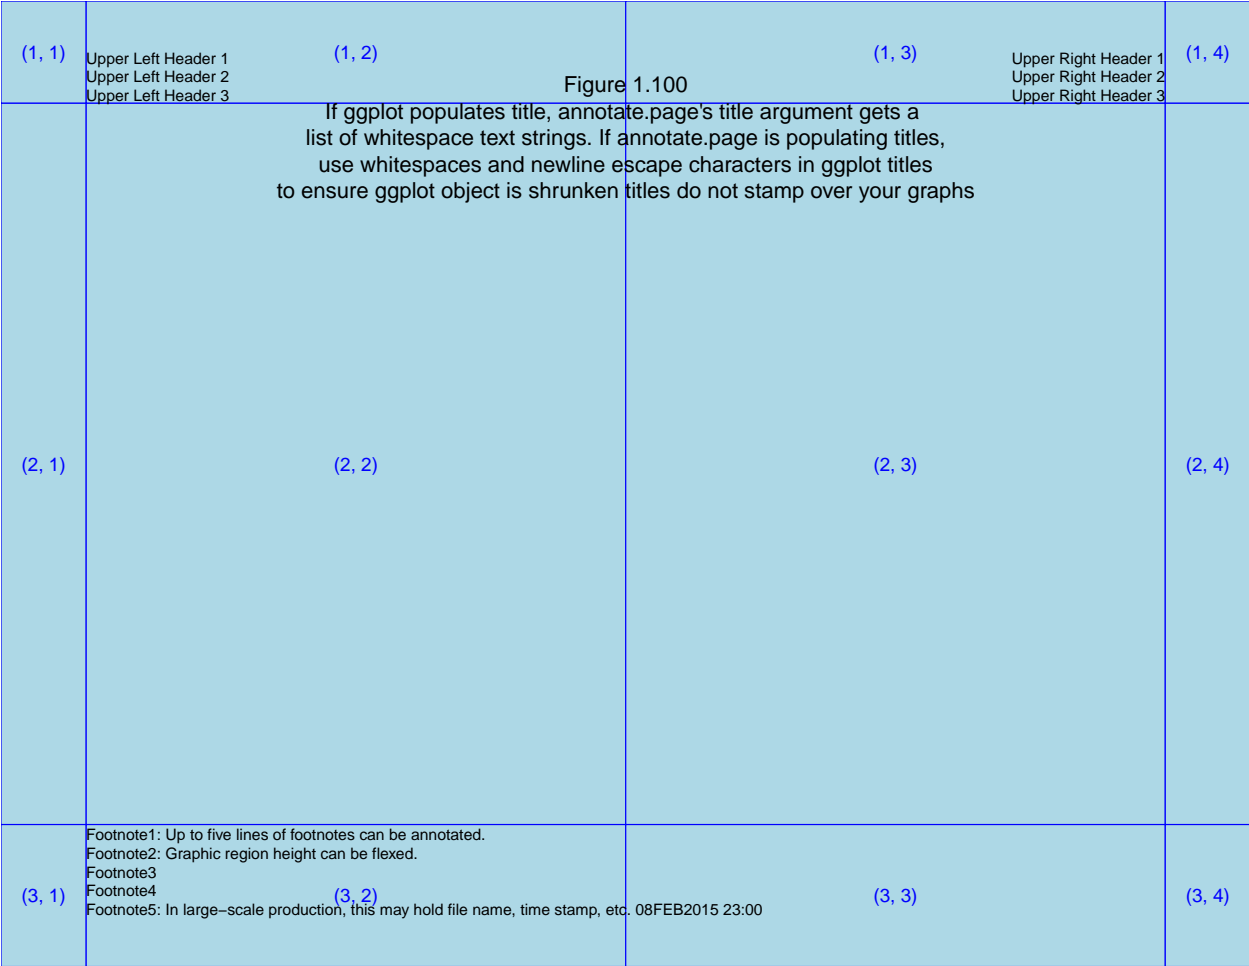 (1, 1)
(1, 2)
(1, 3)
(1, 4)
Upper Left Header 1
Upper Left Header 2
Upper Left Header 3
Upper Right Header 1
Upper Right Header 2
Upper Right Header 3
Figure 1.100
If ggplot populates title, annotate.page's title argument gets a
list of whitespace text strings. If annotate.page is populating titles,
use whitespaces and newline escape characters in ggplot titles
to ensure ggplot object is shrunken titles do not stamp over your graphs
(2, 1)
(2, 2)
(2, 3)
(2, 4)
Footnote1: Up to five lines of footnotes can be annotated.
Footnote2: Graphic region height can be flexed.
Footnote3
Footnote4
(3, 1)
(3, 2)
(3, 3)
(3, 4)
Footnote5: In large−scale production, this may hold file name, time stamp, etc. 08FEB2015 23:00